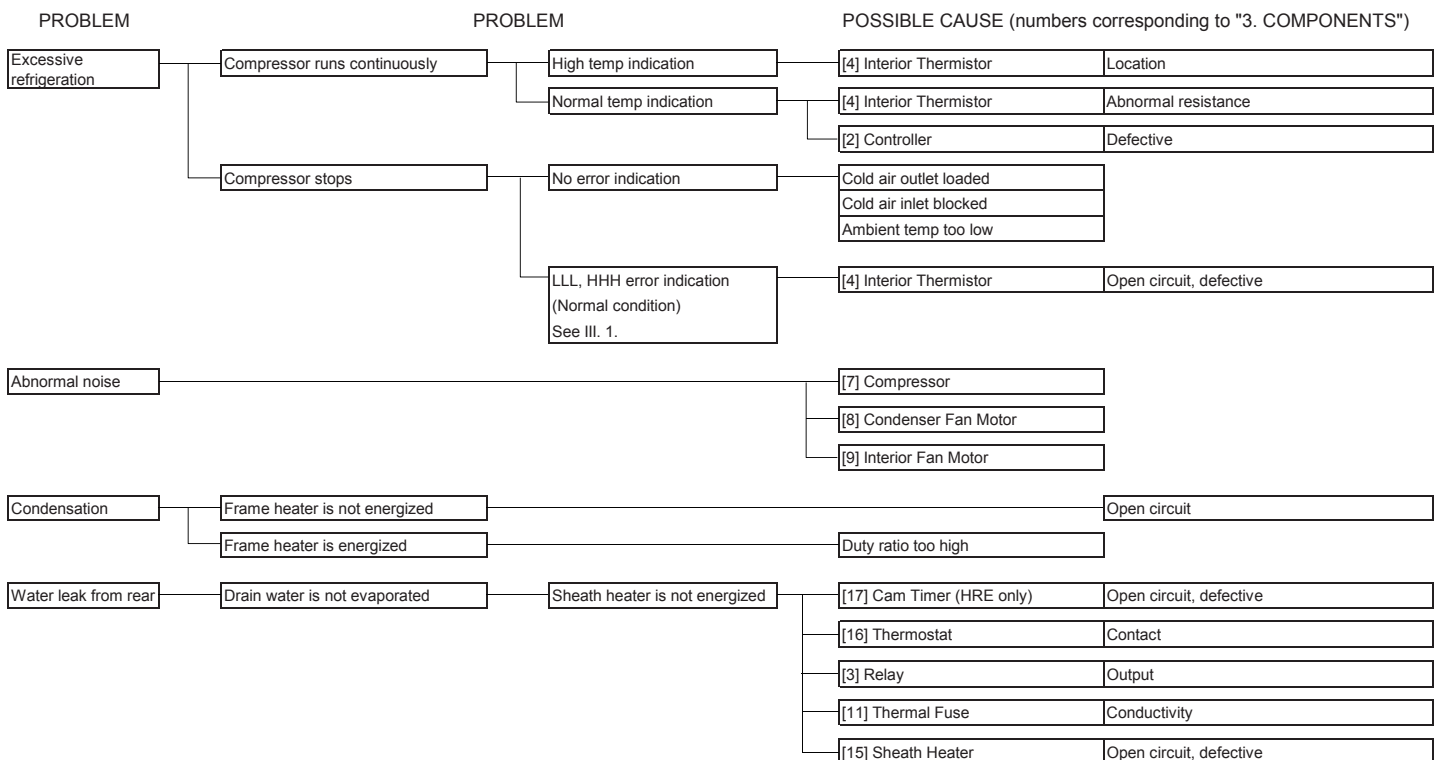 PROBLEM PROBLEM POSSIBLE CAUSE (numbers corresponding to "3. COMPONENTS")
Excessive
refrigeration
Compressor runs continuously
High temp indication
[4] Interior Thermistor Location
Normal temp indication
[4] Interior Thermistor Abnormal resistance
[2] Controller Defective
Compressor stops
No error indication
Cold air outlet loaded
Cold air inlet blocked
Ambient temp too low
LLL, HHH error indication
(Normal condition)
See III. 1.
[4] Interior Thermistor Open circuit, defective
Abnormal noise
[7] Compressor
[8] Condenser Fan Motor
[9] Interior Fan Motor
Condensation
Frame heater is not energized
Open circuit
Frame heater is energized
Duty ratio too high
Water leak from rear
Drain water is not evaporated
Sheath heater is not energized
[17] Cam Timer (HRE only) Open circuit, defective
[16] Thermostat Contact
[3] Relay Output
[11] Thermal Fuse Conductivity
[15] Sheath Heater Open circuit, defective